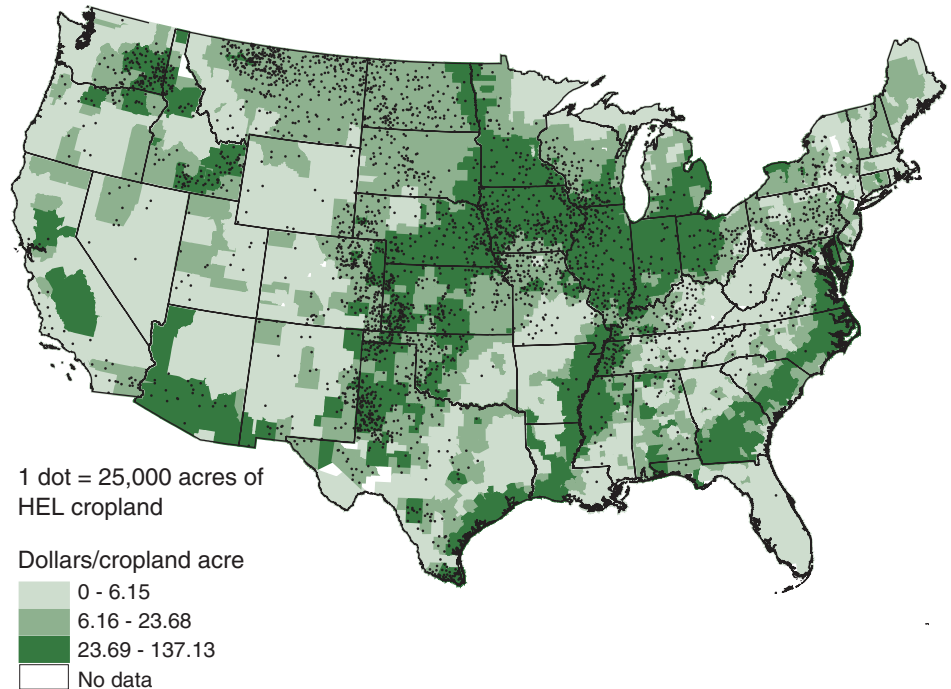 1 dot = 25,000 acres of
HEL cropland
Dollars/cropland acre
0 - 6.15
6.16 - 23.68
23.69 - 137.13
No data